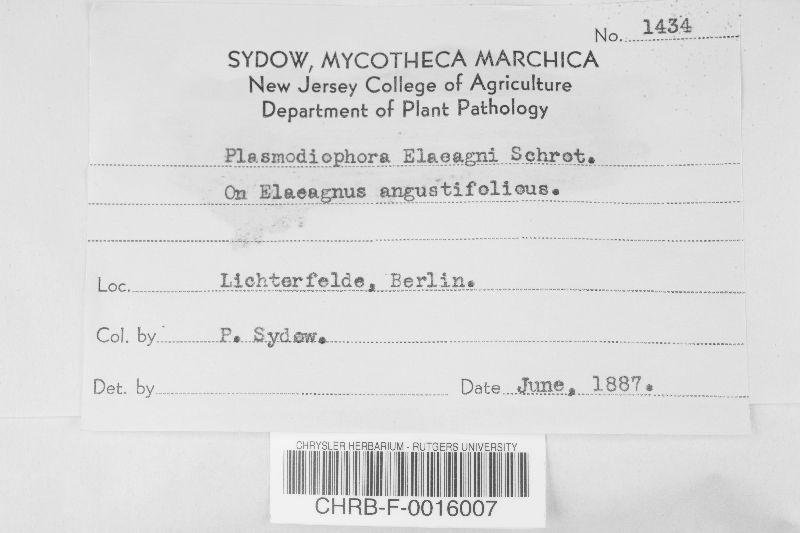 No. 1434
SYDOW, MYCOTHECA MARCHICA
New Jersey College of Agriculture
Department of Plant Pathology
Plasmodiophora Elaeagni Schrot.
On Elaeagnus angustifolious.
Loc. Lichterfelde, Berlin.
Col. by P. Sydow.
Det. by
Date June, 1887.
CHRYSLER HERBARIUM - RUTGERS UNIVERSITY
CHRB-F-0016007